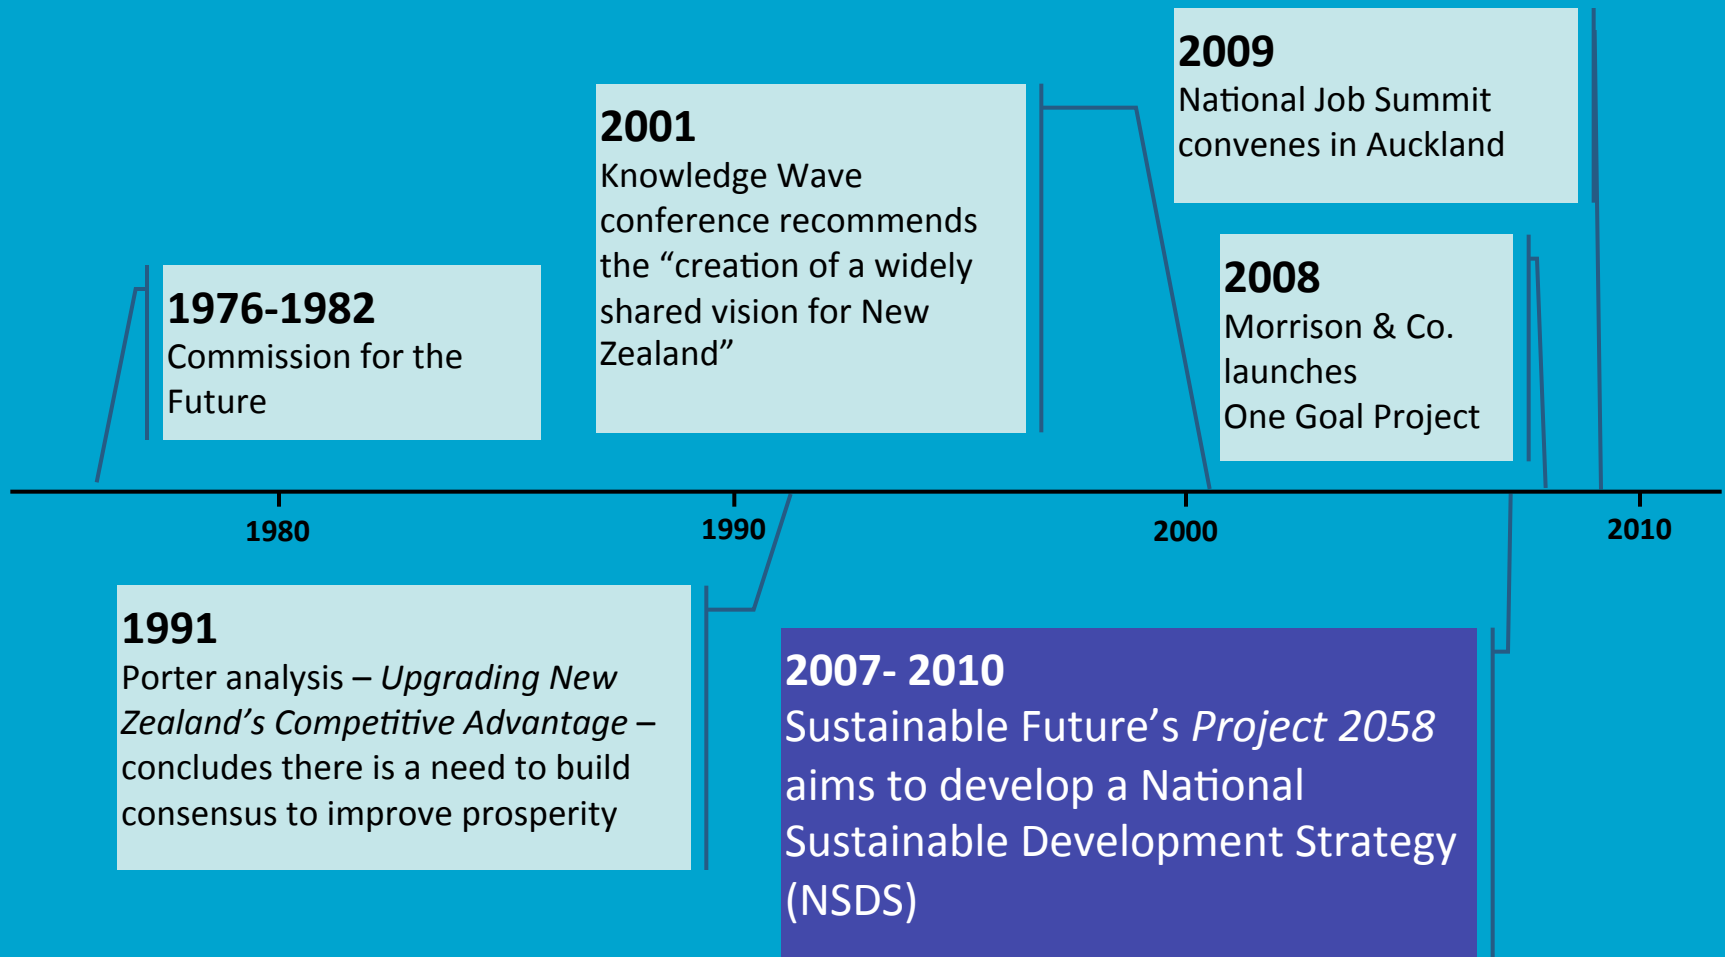 2009
National Job Summit
convenes in Auckland
2001
Knowledge Wave
conference recommends
the “creation of a widely
shared vision for New
Zealand”
2008
Morrison & Co.
launches
One Goal Project
1976-1982
Commission for the
Future
1980
1990
2000
2010
1991
Porter analysis – Upgrading New
Zealand’s Competitive Advantage –
concludes there is a need to build
consensus to improve prosperity
2007- 2010
Sustainable Future’s Project 2058
aims to develop a National
Sustainable Development Strategy
(NSDS)